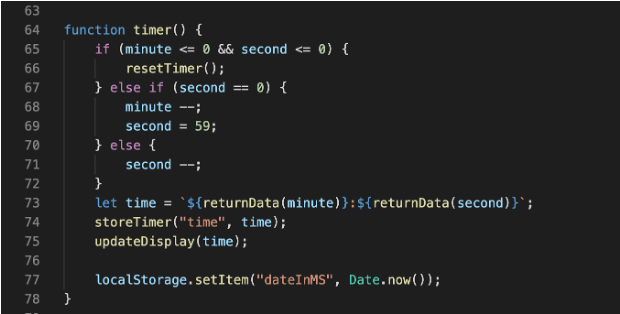 63
64 function timer() {
65 if (minute <= 0 && second <= 0) {
66 resetTimer();
67 } else if (second == 0) {
68 minute --;
69 second = 59;
70 } else {
71 second --;
72 }
73 let time = `${returnData(minute)}:${returnData(second)}`;
74 storeTimer("time", time);
75 updateDisplay(time);
76
77 localStorage.setItem("dateInMS", Date.now());
78 }